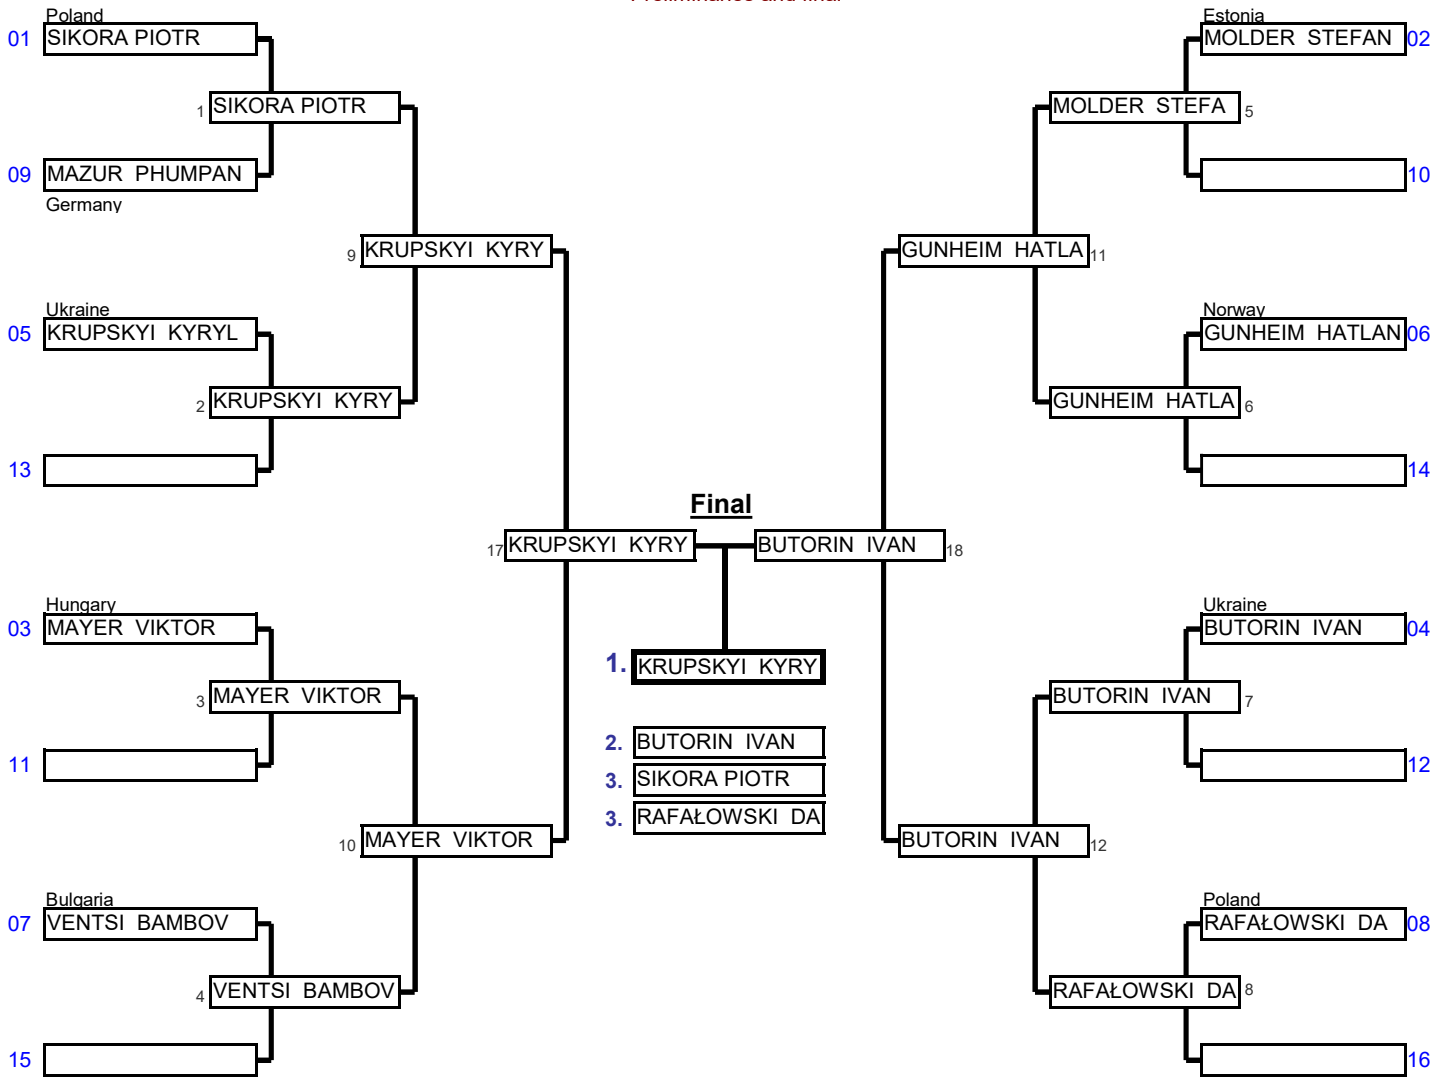 Preliminaries and final
Poland
01 SIKORA PIOTR
1 SIKORA PIOTR
09 MAZUR PHUMPAN
Germany
9 KRUPSKYI KYRY
Ukraine
05 KRUPSKYI KYRYL
2 KRUPSKYI KYRY
13
17 KRUPSKYI KYRY
Hungary
03 MAYER VIKTOR
3 MAYER VIKTOR
11
10 MAYER VIKTOR
Bulgaria
07 VENTSI BAMBOV
4 VENTSI BAMBOV
15
Final
1. KRUPSKYI KYRY
2. BUTORIN IVAN
3. SIKORA PIOTR
3. RAFAŁOWSKI DA
Estonia
MOLDER STEFAN 02
MOLDER STEFA 5
10
GUNHEIM HATLA 11
Norway
GUNHEIM HATLAN 06
GUNHEIM HATLA 6
14
BUTORIN IVAN 18
Ukraine
BUTORIN IVAN 04
BUTORIN IVAN 7
12
BUTORIN IVAN 12
Poland
RAFAŁOWSKI DA 08
RAFAŁOWSKI DA 8
16